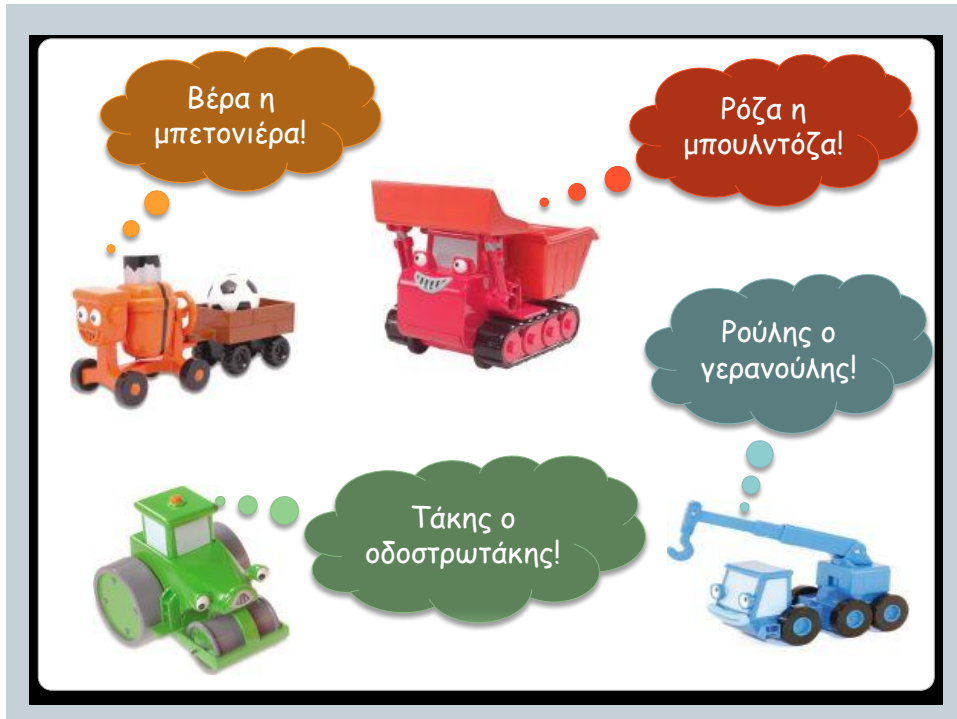 Βέρα η
μπετονιέρα!
Ρόζα η
μπουλντόζα!
Ρούλης ο
γερανούλης!
Τάκης ο
οδοστρωτάκης!